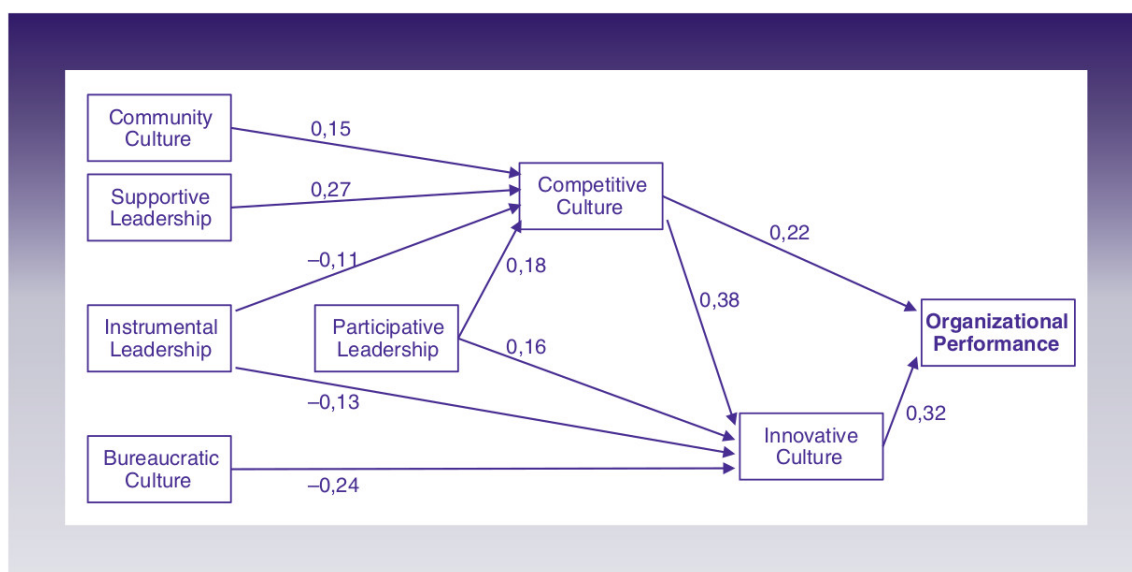 Community
Culture
0,15
Supportive
Leadership
0,27
Competitive
Culture
–0,11
0,18
0,22
0,38
Instrumental
Leadership
Participative
Leadership
0,16
Organizational
Performance
–0,13
0,32
Bureaucratic
Culture
–0,24
Innovative
Culture